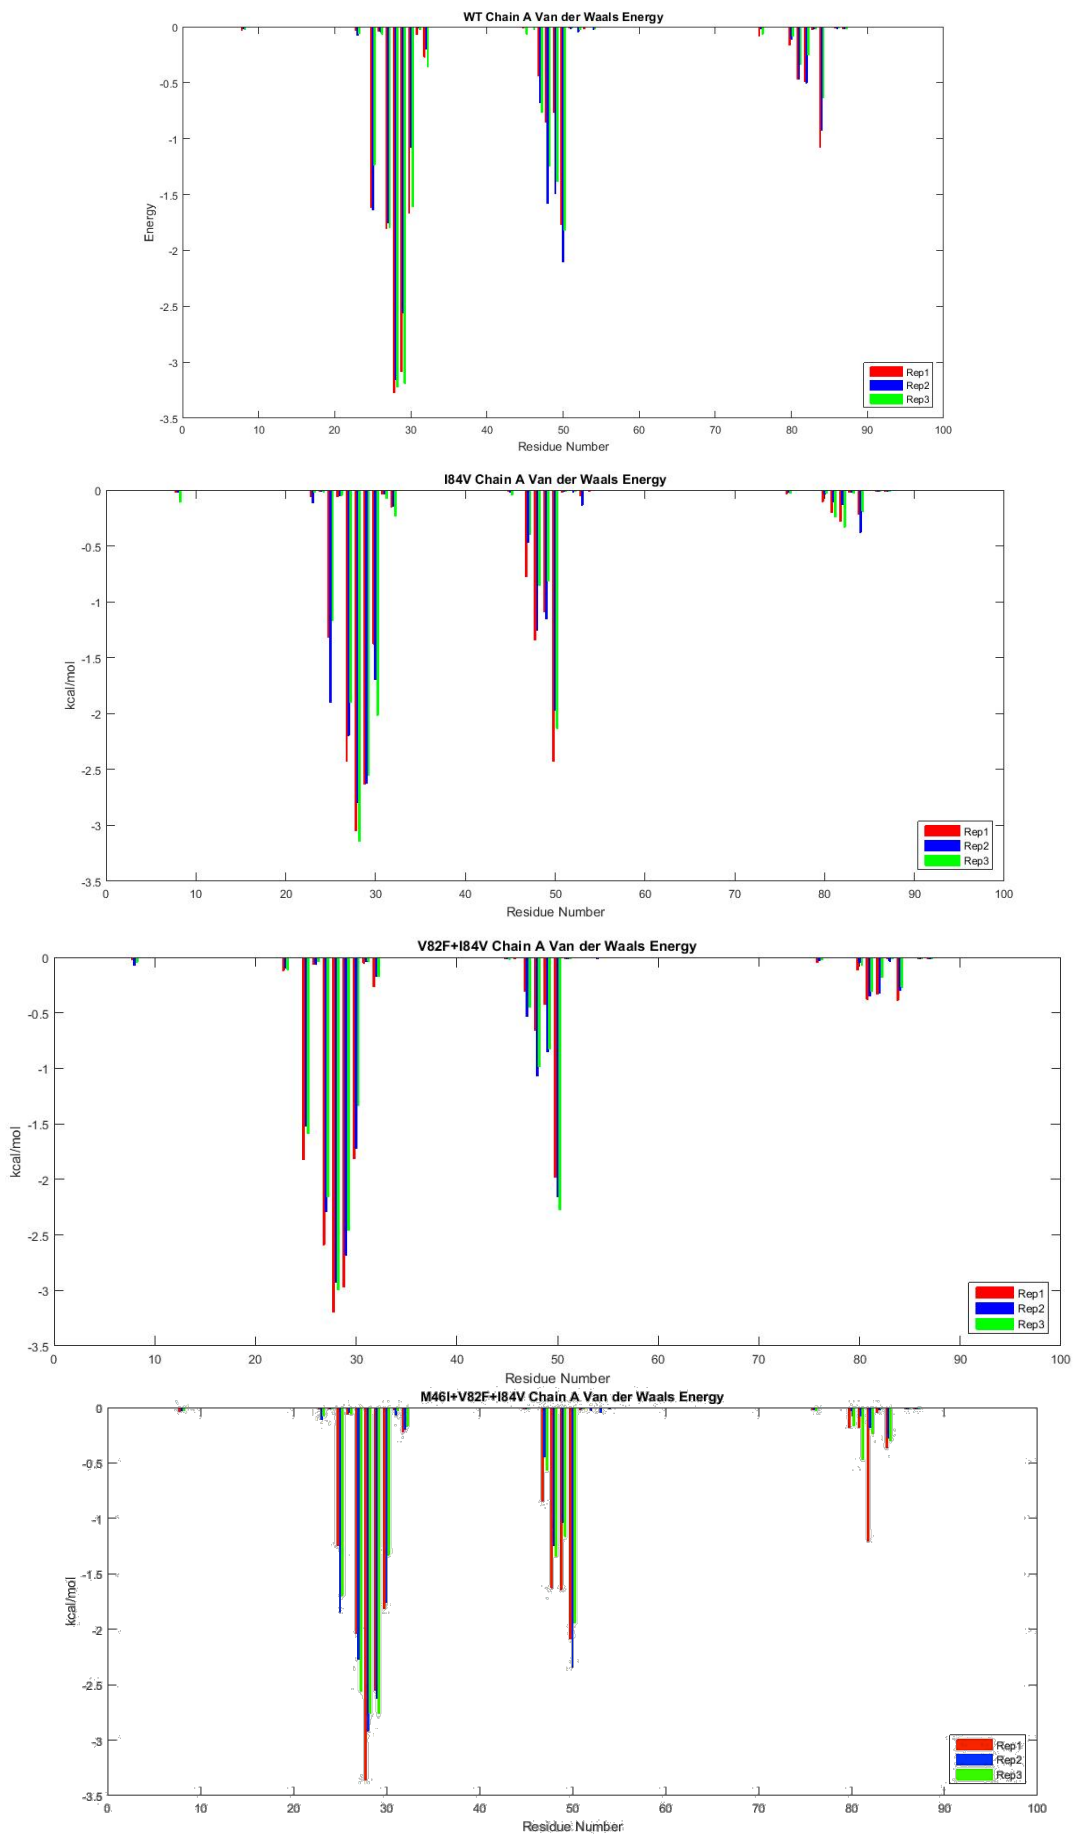 WT Chain A Van der Waals Energy
0
-0.5
-1
-1.5
-2
-2.5
-3
-3.5
Energy
Rep1
Rep2
Rep3
0 10 20 30 40 50 60 70 80 90 100
Residue Number
I84V Chain A Van der Waals Energy
0
-0.5
-1
-1.5
-2
-2.5
-3
-3.5
kcal/mol
Rep1
Rep2
Rep3
0 10 20 30 40 50 60 70 80 90 100
Residue Number
V82F+I84V Chain A Van der Waals Energy
0
-0.5
-1
-1.5
-2
-2.5
-3
-3.5
kcal/mol
Rep1
Rep2
Rep3
0 10 20 30 40 50 60 70 80 90 100
Residue Number
M46I+V82F+I84V Chain A Van der Waals Energy
0
-0.5
-1
-1.5
-2
-2.5
-3
-3.5
kcal/mol
Rep1
Rep2
Rep3
0 10 20 30 40 50 60 70 80 90 100
Residue Number